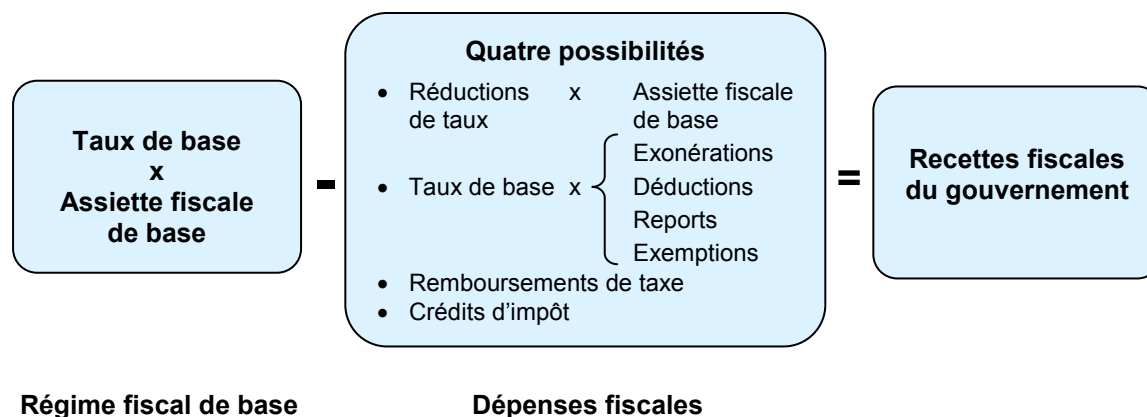 Taux de base
x
Assiette fiscale
de base
-
Quatre possibilités
• Réductions x Assiette fiscale
de taux de base
• Taux de base x Exonérations
Déductions
Reports
Exemptions
• Remboursements de taxe
• Crédits d'impôt
=
Recettes fiscales
du gouvernement
Régime fiscal de base
Dépenses fiscales